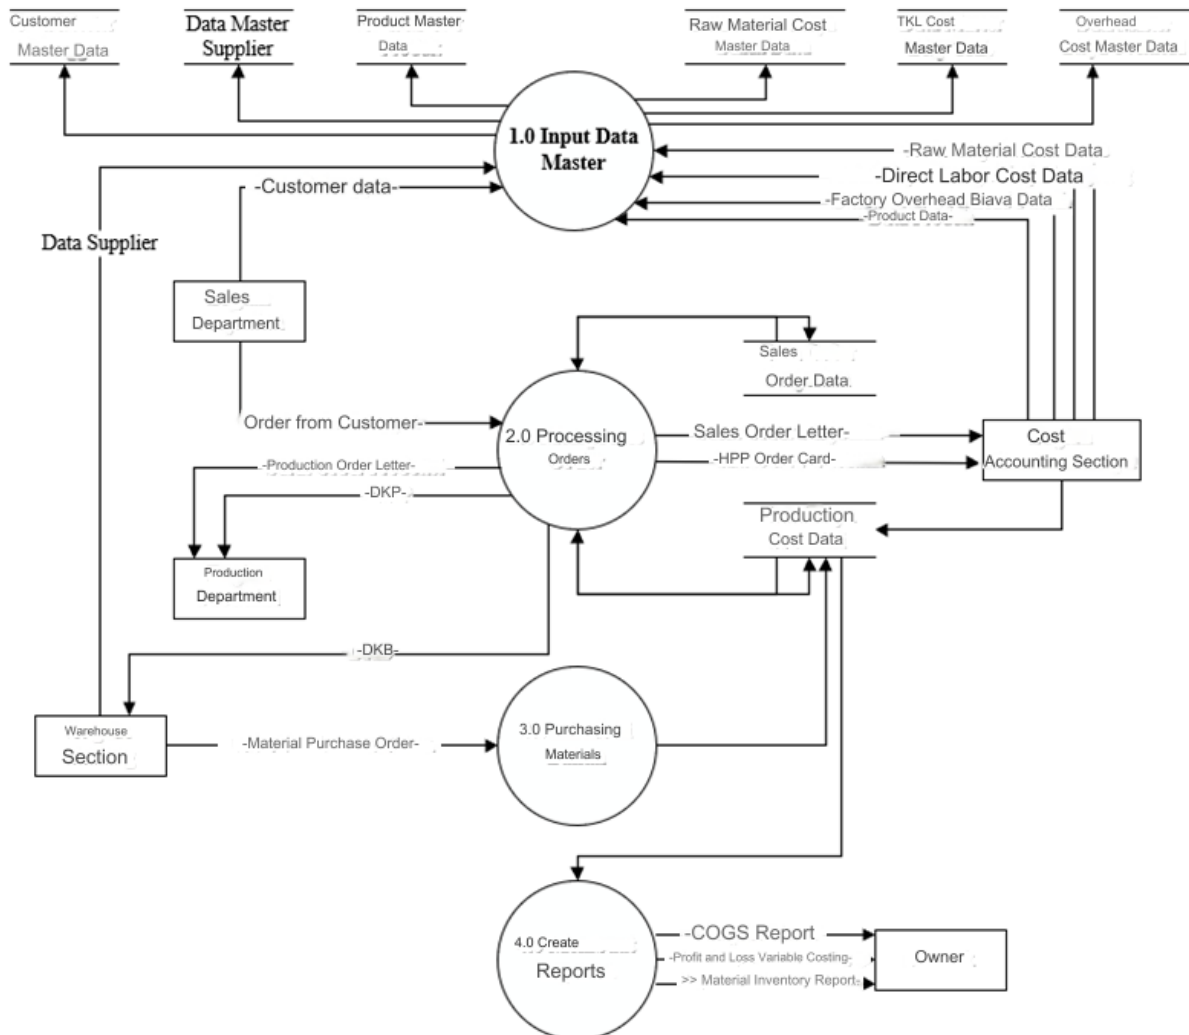 Customer
Master Data
Data Master
Supplier
Product Master
Data
Raw Material Cost
Master Data
TKL Cost
Master Data
Overhead
Cost Master Data
1.0 Input Data
Master
-Raw Material Cost Data
-Direct Labor Cost Data
-Factory Overhead Biava Data
-Product Data-
-Customer data-
Data Supplier
Sales
Department
Sales
Order Data
Order from Customer-
2.0 Processing
Orders
Sales Order Letter-
-HPP Order Card-
Cost
Accounting Section
-Production Order Letter-
-DKP-
Production
Cost Data
Production
Department
-DKB-
Warehouse
Section
-Material Purchase Order-
3.0 Purchasing
Materials
4.0 Create
Reports
-COGS Report
-Profit and Loss Variable Costing-
>> Material Inventory Report
Owner